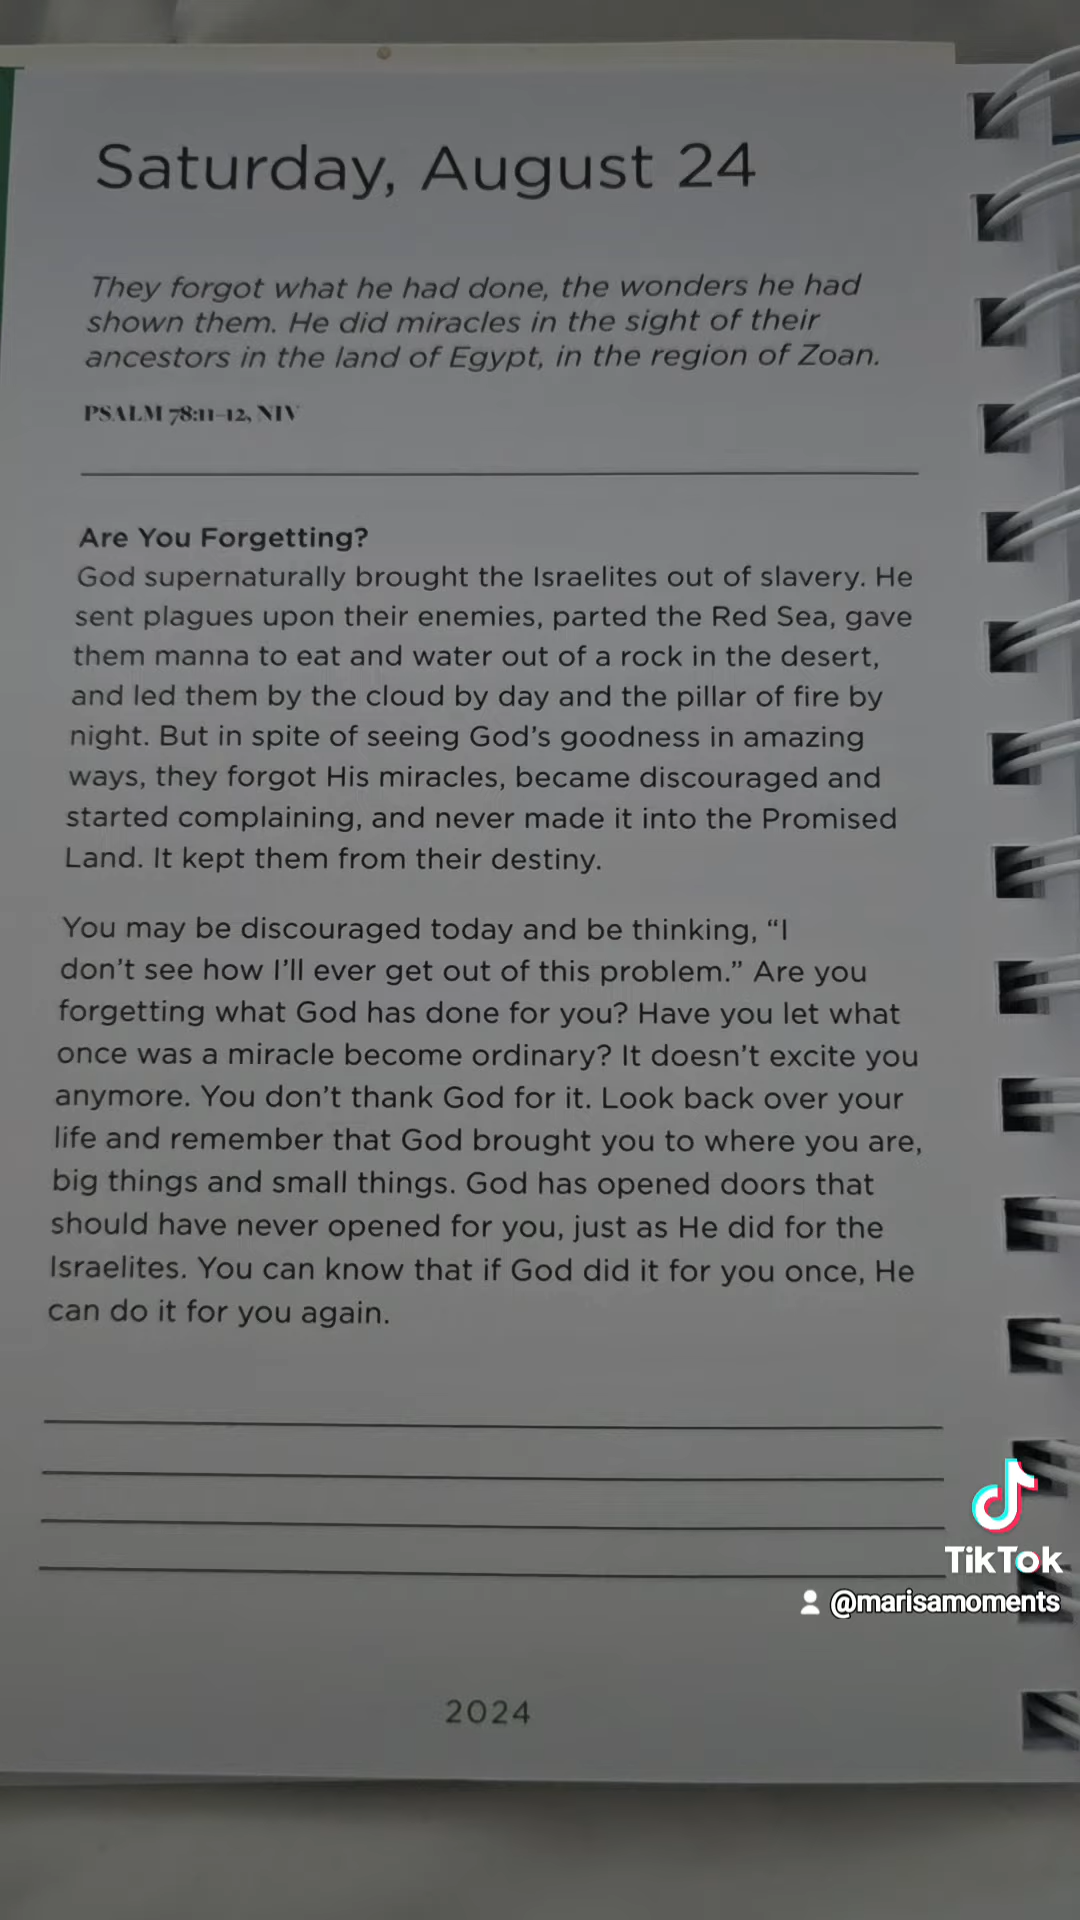 Saturday, August 24
They forgot what he had done, the wonders he had
shown them. He did miracles in the sight of their
ancestors in the land of Egypt, in the region of Zoan.
PSALM 78:11–12, NIV
Are You Forgetting?
God supernaturally brought the Israelites out of slavery. He
sent plagues upon their enemies, parted the Red Sea, gave
them manna to eat and water out of a rock in the desert,
and led them by the cloud by day and the pillar of fire by
night. But in spite of seeing God's goodness in amazing
ways, they forgot His miracles, became discouraged and
started complaining, and never made it into the Promised
Land. It kept them from their destiny.
You may be discouraged today and be thinking, “I
don't see how I'll ever get out of this problem.” Are you
forgetting what God has done for you? Have you let what
once was a miracle become ordinary? It doesn't excite you
anymore. You don't thank God for it. Look back over your
life and remember that God brought you to where you are,
big things and small things. God has opened doors that
should have never opened for you, just as He did for the
Israelites. You can know that if God did it for you once, He
can do it for you again.
TikTok
@marisamoments
2024